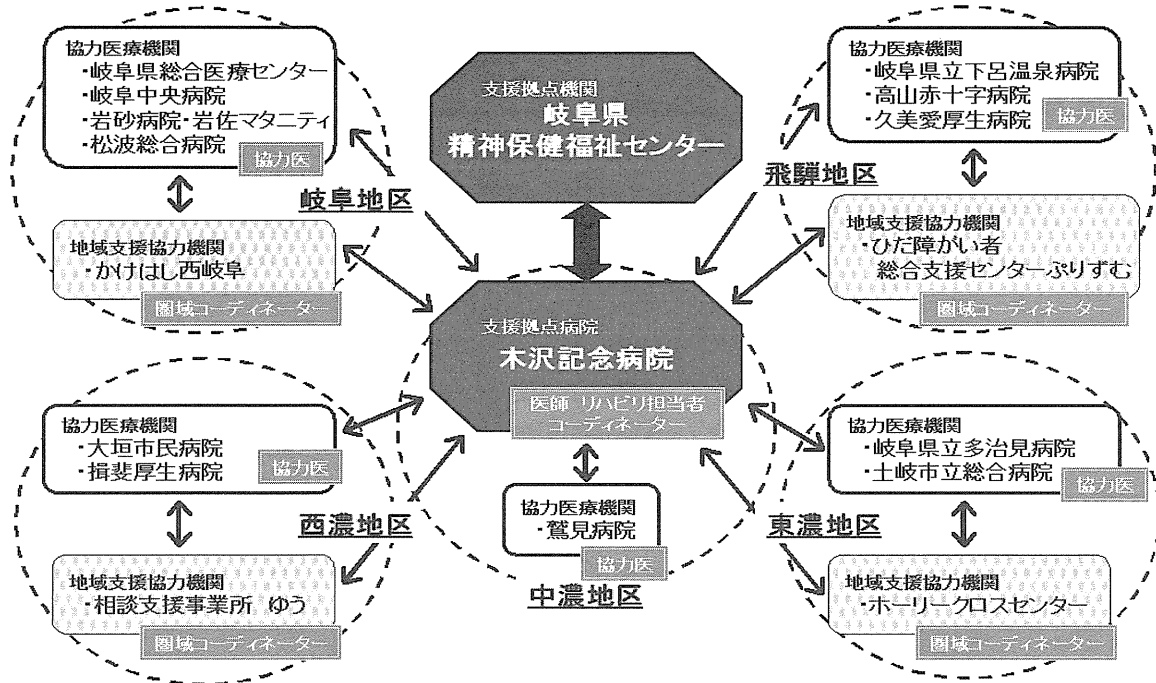 協力医療機関
・岐阜県総合医療センター
・岐阜中央病院
・岩砂病院・岩佐マタニティ
・松波総合病院
協力医
地域支援協力機関
・かけはし西岐阜
圏域コーディネーター
岐阜地区
支援拠点機関
岐阜県
精神保健福祉センター
飛騨地区
協力医療機関
・岐阜県立下呂温泉病院
・高山赤十字病院
・久美愛厚生病院
協力医
地域支援協力機関
・ひだ障がい者
総合支援センターぷりずむ
圏域コーディネーター
支援拠点病院
木沢記念病院
医師 リハビリ担当者
コーディネーター
協力医療機関
・大垣市民病院
・揖斐厚生病院
協力医
西濃地区
地域支援協力機関
・相談支援事業所 ゆう
圏域コーディネーター
協力医療機関
・鷲見病院
協力医
中濃地区
協力医療機関
・岐阜県立多治見病院
・土岐市立総合病院
協力医
東濃地区
地域支援協力機関
・ホーリークロスセンター
圏域コーディネーター